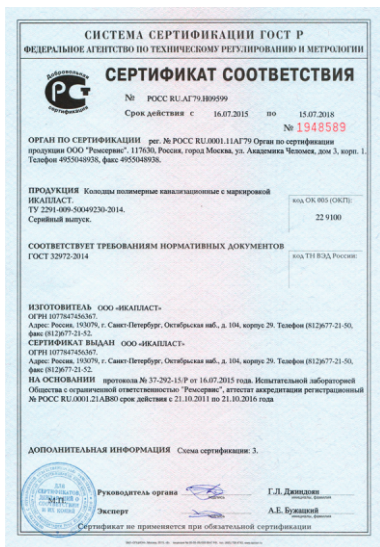 СИСТЕМА СЕРТИФИКАЦИИ ГОСТ Р
ФЕДЕРАЛЬНОЕ АГЕНТСТВО ПО ТЕХНИЧЕСКОМУ РЕГУЛИРОВАНИЮ И МЕТРОЛОГИИ
Добровольная
сертификация
СЕРТИФИКАТ СООТВЕТСТВИЯ
№ РОСС RU.АГ79.Н09599
Срок действия с 16.07.2015 по 15.07.2018
№ 1948589
ОРГАН ПО СЕРТИФИКАЦИИ рег. № РОСС RU.0001.11АГ79 Орган по сертификации
продукции ООО "Ремсервис". 117630, Россия, город Москва, ул. Академика Челомея, дом 3, корп. 1.
Телефон 4955048938, факс 4955048938.
ПРОДУКЦИЯ Колодцы полимерные канализационные с маркировкой
ИКАПЛАСТ.
ТУ 2291-009-50049230-2014.
Серийный выпуск.
код ОК 005 (ОКП):
22 9100
СООТВЕТСТВУЕТ ТРЕБОВАНИЯМ НОРМАТИВНЫХ ДОКУМЕНТОВ
ГОСТ 32972-2014
код ТН ВЭД России:
ИЗГОТОВИТЕЛЬ ООО «ИКАПЛАСТ»
ОГРН 1077847456367.
Адрес: Россия, 193079, г. Санкт-Петербург, Октябрьская наб., д. 104, корпус 29. Телефон (812)677-21-50,
факс (812)677-21-52.
СЕРТИФИКАТ ВЫДАН ООО «ИКАПЛАСТ»
ОГРН 1077847456367.
Адрес: Россия, 193079, г. Санкт-Петербург, Октябрьская наб., д. 104, корпус 29. Телефон (812)677-21-50,
факс (812)677-21-52.
НА ОСНОВАНИИ протокола № 37-292-15/Р от 16.07.2015 года. Испытательной лабораторией
Общества с ограниченной ответственностью "Ремсервис", аттестат аккредитации регистрационный
№ РОСС RU.0001.21АВ80 срок действия с 21.10.2011 по 21.10.2016 года
ДОПОЛНИТЕЛЬНАЯ ИНФОРМАЦИЯ Схема сертификации: 3.
ДЛЯ
СЕРТИФИКАТОВ
М.П.
Руководитель органа
Г.Л. Джиндоян
Эксперт
А.Е. Бужацкий
Сертификат не применяется при обязательной сертификации